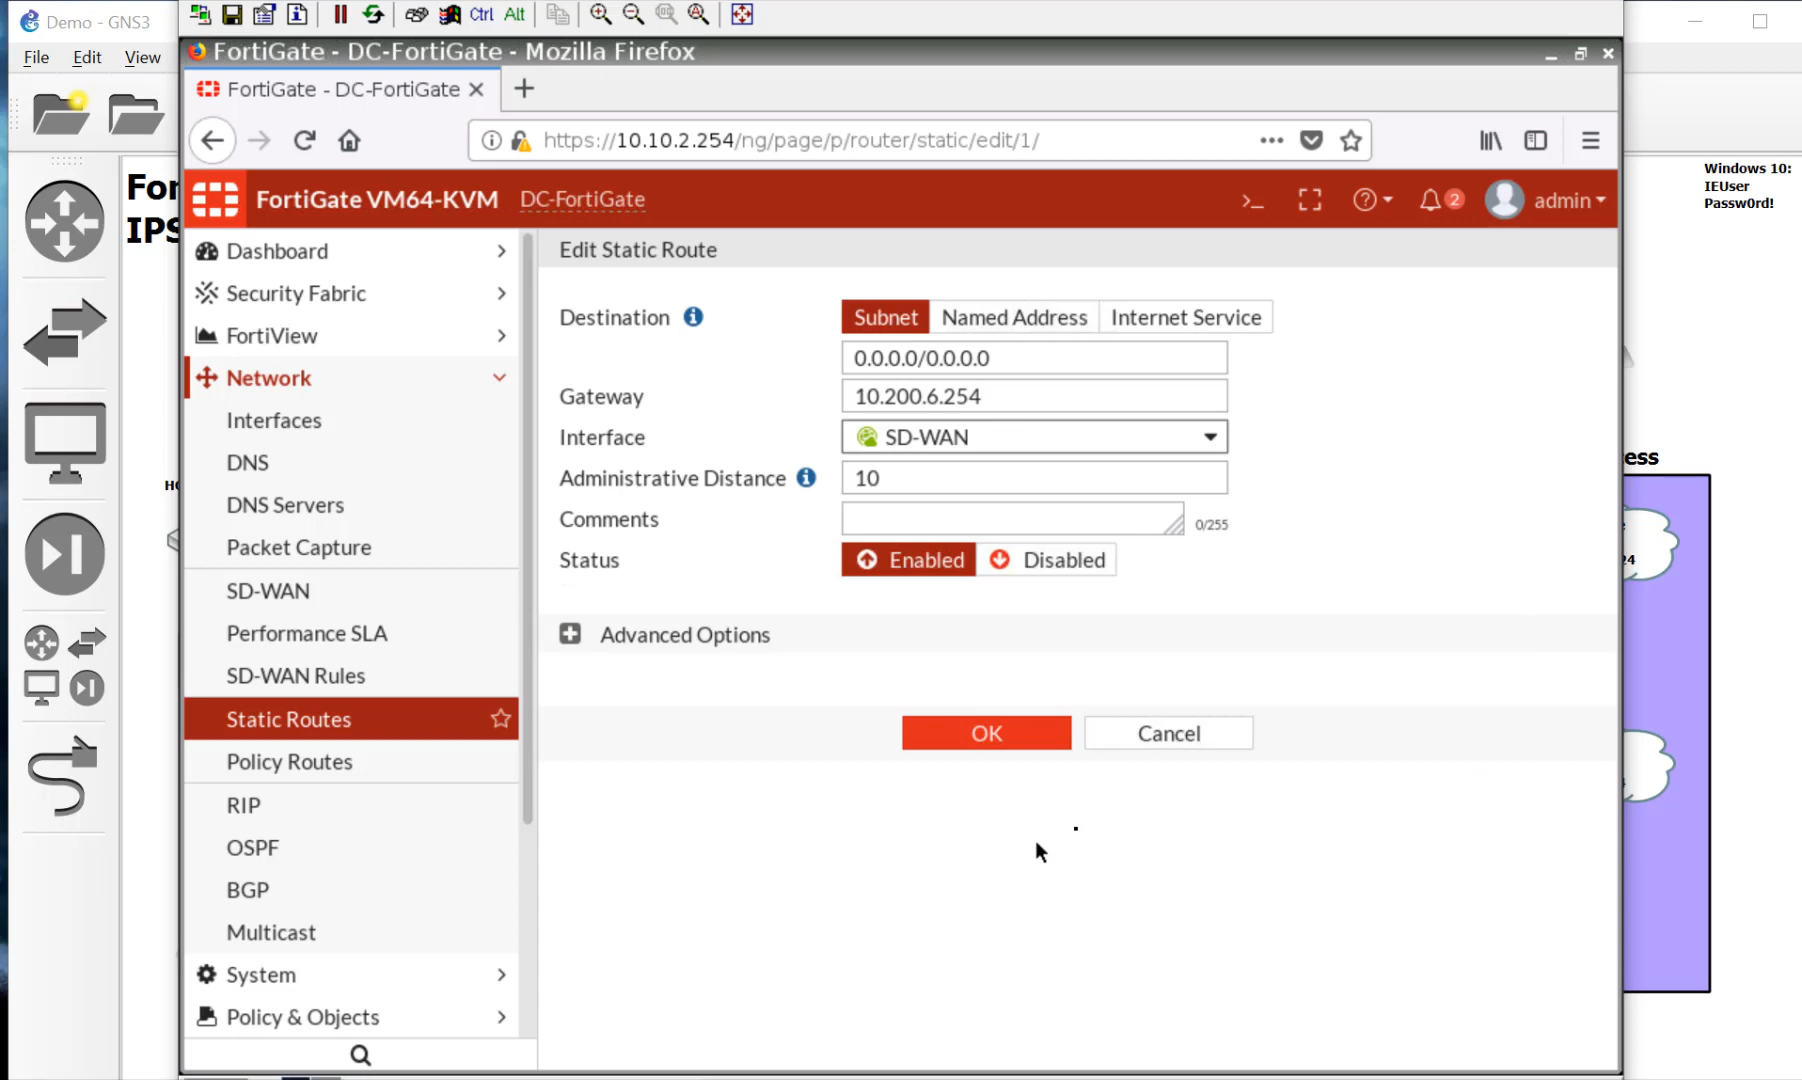 Demo - GNS3
File Edit View
Ctrl Alt
FortiGate - DC-FortiGate - Mozilla Firefox
FortiGate - DC-FortiGate
https://10.10.2.254/ng/page/p/router/static/edit/1/
Windows 10:
IEUser
Passw0rd!
For
IPS
FortiGate VM64-KVM DC-FortiGate
2 admin
Dashboard
Security Fabric
FortiView
Network
Interfaces
DNS
DNS Servers
Packet Capture
SD-WAN
Performance SLA
SD-WAN Rules
Static Routes
Policy Routes
RIP
OSPF
BGP
Multicast
System
Policy & Objects
Edit Static Route
Destination Subnet Named Address Internet Service
0.0.0.0/0.0.0.0
Gateway 10.200.6.254
Interface SD-WAN
Administrative Distance 10
Comments 0/255
Status Enabled Disabled
Advanced Options
OK Cancel
ess
24